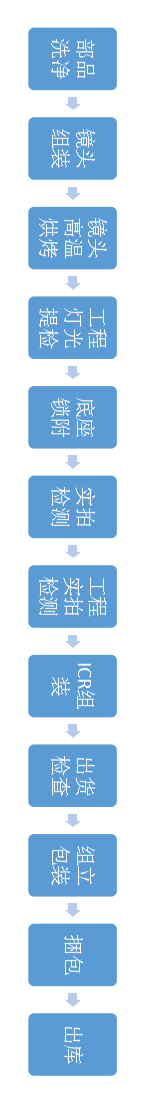 部品
洗净
镜头
组装
镜头
高温
烘烤
工程
灯光
提检
底座
锁附
实拍
检测
工程
实拍
检测
ICR组
装
出货
检查
组立
包装
捆包
出库